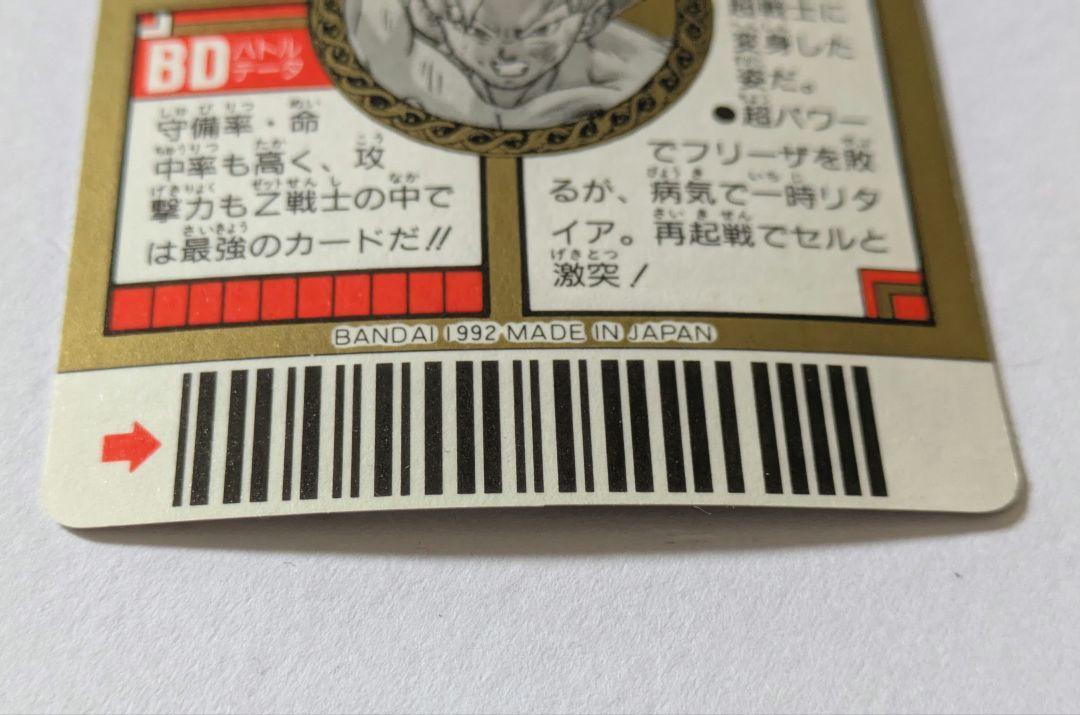 BD バトル
データ
守備率・命
中率も高く、攻
撃力もZ戦士の中で
は最強のカードだ!!
超戦士に
変身した
姿だ。
●超パワー
でフリーザを敗
るが、病気で一時リタ
イア。再起戦でセルと
激突!
BANDAI 1992 MADE IN JAPAN